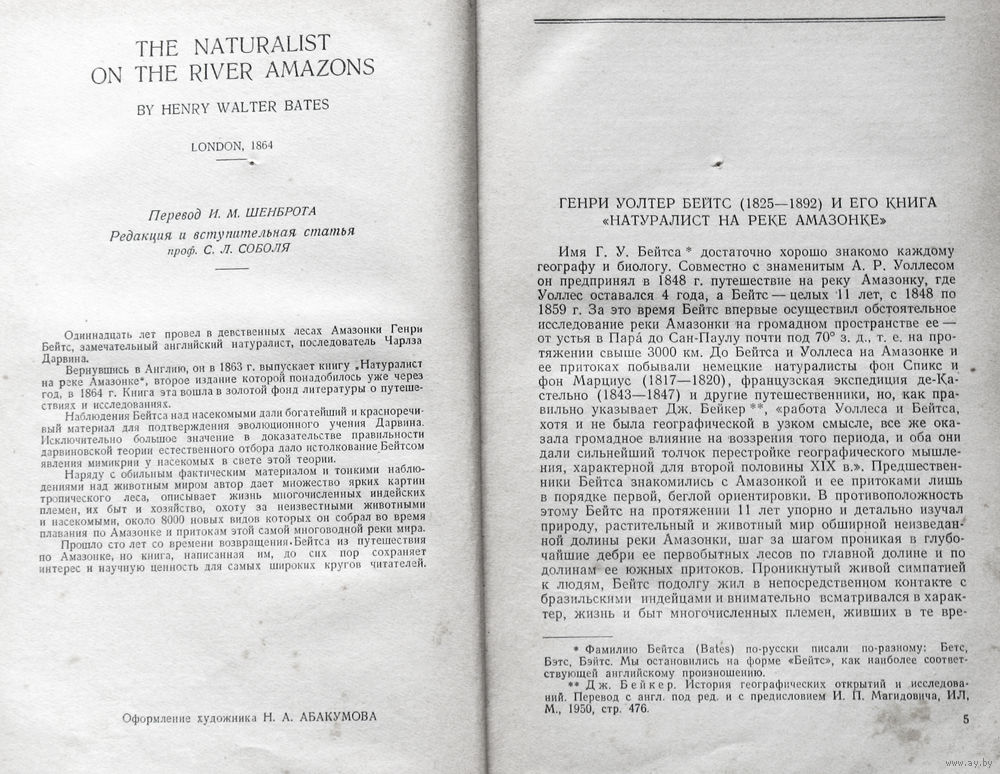 THE NATURALIST
ON THE RIVER AMAZONS
BY HENRY WALTER BATES
LONDON, 1864
Перевод И. М. ШЕНБРОТА
Редакция и вступительная статья
проф. С. Л. СОБОЛЯ
Одиннадцать лет провел в девственных лесах Амазонки Генри
Бейтс, замечательный английский натуралист, последователь Чарлза
Дарвина.
Вернувшись в Англию, он в 1863 г. выпускает книгу „Натуралист
на реке Амазонке“, второе издание которой понадобилось уже через
год, в 1864 г. Книга эта вошла в золотой фонд литературы о путеше-
ствиях и исследованиях.
Наблюдения Бейтса над насекомыми дали богатейший и красноречи-
вый материал для подтверждения эволюционного учения Дарвина.
Исключительно большое значение в доказательстве правильности
дарвиновской теории естественного отбора дало истолкование Бейтсом
явления мимикрии у насекомых в свете этой теории.
Наряду с обильным фактическим материалом и тонкими наблю-
дениями над животным миром автор дает множество ярких картин
тропического леса, описывает жизнь многочисленных индейских
племен, их быт и хозяйство, охоту за неизвестными животными
и насекомыми, около 8000 новых видов которых он собрал во время
плавания по Амазонке и притокам этой самой многоводной реки мира.
Прошло сто лет со времени возвращения Бейтса из путешествия
по Амазонке, но книга, написанная им, до сих пор сохраняет
интерес и научную ценность для самых широких кругов читателей.
Оформление художника Н. А. АБАКУМОВА
ГЕНРИ УОЛТЕР БЕЙТС (1825—1892) И ЕГО КНИГА
«НАТУРАЛИСТ НА РЕКЕ АМАЗОНКЕ»
Имя Г. У. Бейтса * достаточно хорошо знакомо каждому
географу и биологу. Совместно с знаменитым А. Р. Уоллесом
он предпринял в 1848 г. путешествие на реку Амазонку, где
Уоллес оставался 4 года, а Бейтс — целых 11 лет, с 1848 по
1859 г. За это время Бейтс впервые осуществил обстоятельное
исследование реки Амазонки на громадном пространстве ее —
от устья в Пара́ до Сан-Паулу почти под 70° з. д., т. е. на про-
тяжении свыше 3000 км. До Бейтса и Уоллеса на Амазонке и
ее притоках побывали немецкие натуралисты фон Спикс и
фон Марциус (1817—1820), французская экспедиция де-Ка-
стельно (1843—1847) и другие путешественники, но, как пра-
вильно указывает Дж. Бейкер **, «работа Уоллеса и Бейтса,
хотя и не была географической в узком смысле, все же ока-
зала громадное влияние на воззрения того периода, и оба они
дали сильнейший толчок перестройке географического мышле-
ния, характерной для второй половины XIX в.». Предшествен-
ники Бейтса знакомились с Амазонкой и ее притоками лишь
в порядке первой, беглой ориентировки. В противоположность
этому Бейтс на протяжении 11 лет упорно и детально изучал
природу, растительный и животный мир обширной неизведан-
ной долины реки Амазонки, шаг за шагом проникая в глубо-
чайшие дебри ее первобытных лесов по главной долине и по
долинам ее южных притоков. Проникнутый живой симпатией
к людям, Бейтс подолгу жил в непосредственном контакте с
бразильскими индейцами и внимательно всматривался в харак-
тер, жизнь и быт многочисленных племен, живших в те вре-
* Фамилию Бейтса (Bates) по-русски писали по-разному: Бетс,
Бэтс, Бэйтс. Мы остановились на форме «Бейтс», как наиболее соответ-
ствующей английскому произношению.
** Дж. Бейкер. История географических открытий и исследова-
ний. Перевод с англ. под ред. и с предисловием И. П. Магидовича, ИЛ,
М., 1950, стр. 476.
5
www.ay.by